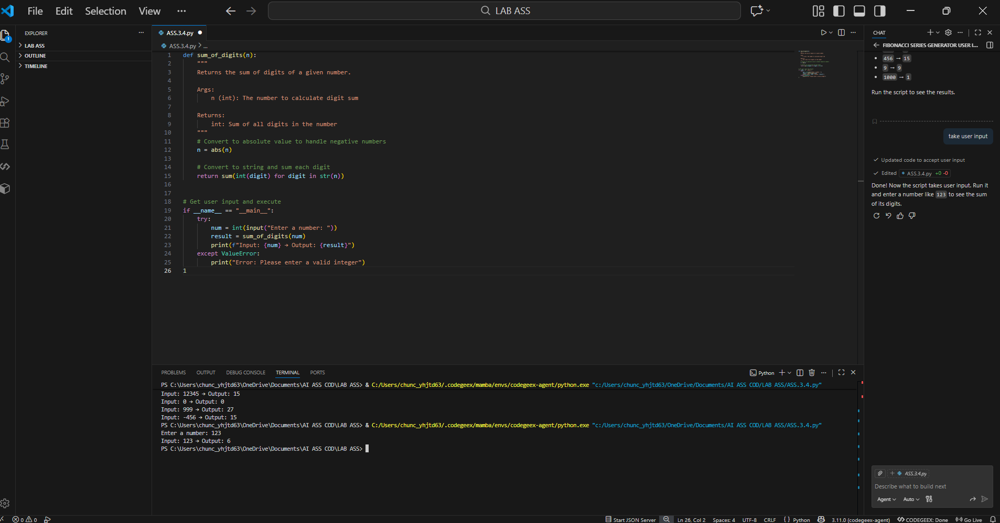 File Edit Selection View ... LAB ASS
EXPLORER ...
1
LAB ASS
OUTLINE
TIMELINE
ASS.3.4.py
ASS.3.4.py > ...
1 def sum_of_digits(n):
2 """
3 Returns the sum of digits of a given number.
4
5 Args:
6 n (int): The number to calculate digit sum
7
8 Returns:
9 int: Sum of all digits in the number
10 """
11 # Convert to absolute value to handle negative numbers
12 n = abs(n)
13
14 # Convert to string and sum each digit
15 return sum(int(digit) for digit in str(n))
16
17
18 # Get user input and execute
19 if __name__ == "__main__":
20 try:
21 num = int(input("Enter a number: "))
22 result = sum_of_digits(num)
23 print(f"Input: {num} → Output: {result}")
24 except ValueError:
25 print("Error: Please enter a valid integer")
26 1
PROBLEMS OUTPUT DEBUG CONSOLE TERMINAL PORTS Python
PS C:\Users\chunc_yhjtd63\OneDrive\Documents\AI ASS COD\LAB ASS> & C:/Users/chunc_yhjtd63/.codegeex/mamba/envs/codegeex-agent/python.exe "c:/Users/chunc_yhjtd63/OneDrive/Documents/AI ASS COD/LAB ASS/ASS.3.4.py"
Input: 12345 → Output: 15
Input: 0 → Output: 0
Input: 999 → Output: 27
Input: -456 → Output: 15
PS C:\Users\chunc_yhjtd63\OneDrive\Documents\AI ASS COD\LAB ASS> & C:/Users/chunc_yhjtd63/.codegeex/mamba/envs/codegeex-agent/python.exe "c:/Users/chunc_yhjtd63/OneDrive/Documents/AI ASS COD/LAB ASS/ASS.3.4.py"
Enter a number: 123
Input: 123 → Output: 6
PS C:\Users\chunc_yhjtd63\OneDrive\Documents\AI ASS COD\LAB ASS>
CHAT
FIBONACCI SERIES GENERATOR USER I...
456 → 15
9 → 9
1000 → 1
Run the script to see the results.
take user input
Updated code to accept user input
Edited ASS.3.4.py +0 -0
Done! Now the script takes user input. Run it
and enter a number like 123 to see the sum
of its digits.
ASS.3.4.py
Describe what to build next
Agent Auto
0 0 Start JSON Server Ln 26, Col 2 Spaces: 4 UTF-8 CRLF { } Python 3.11.0 (codegeex-agent) CODEGEEX: Done Go Live